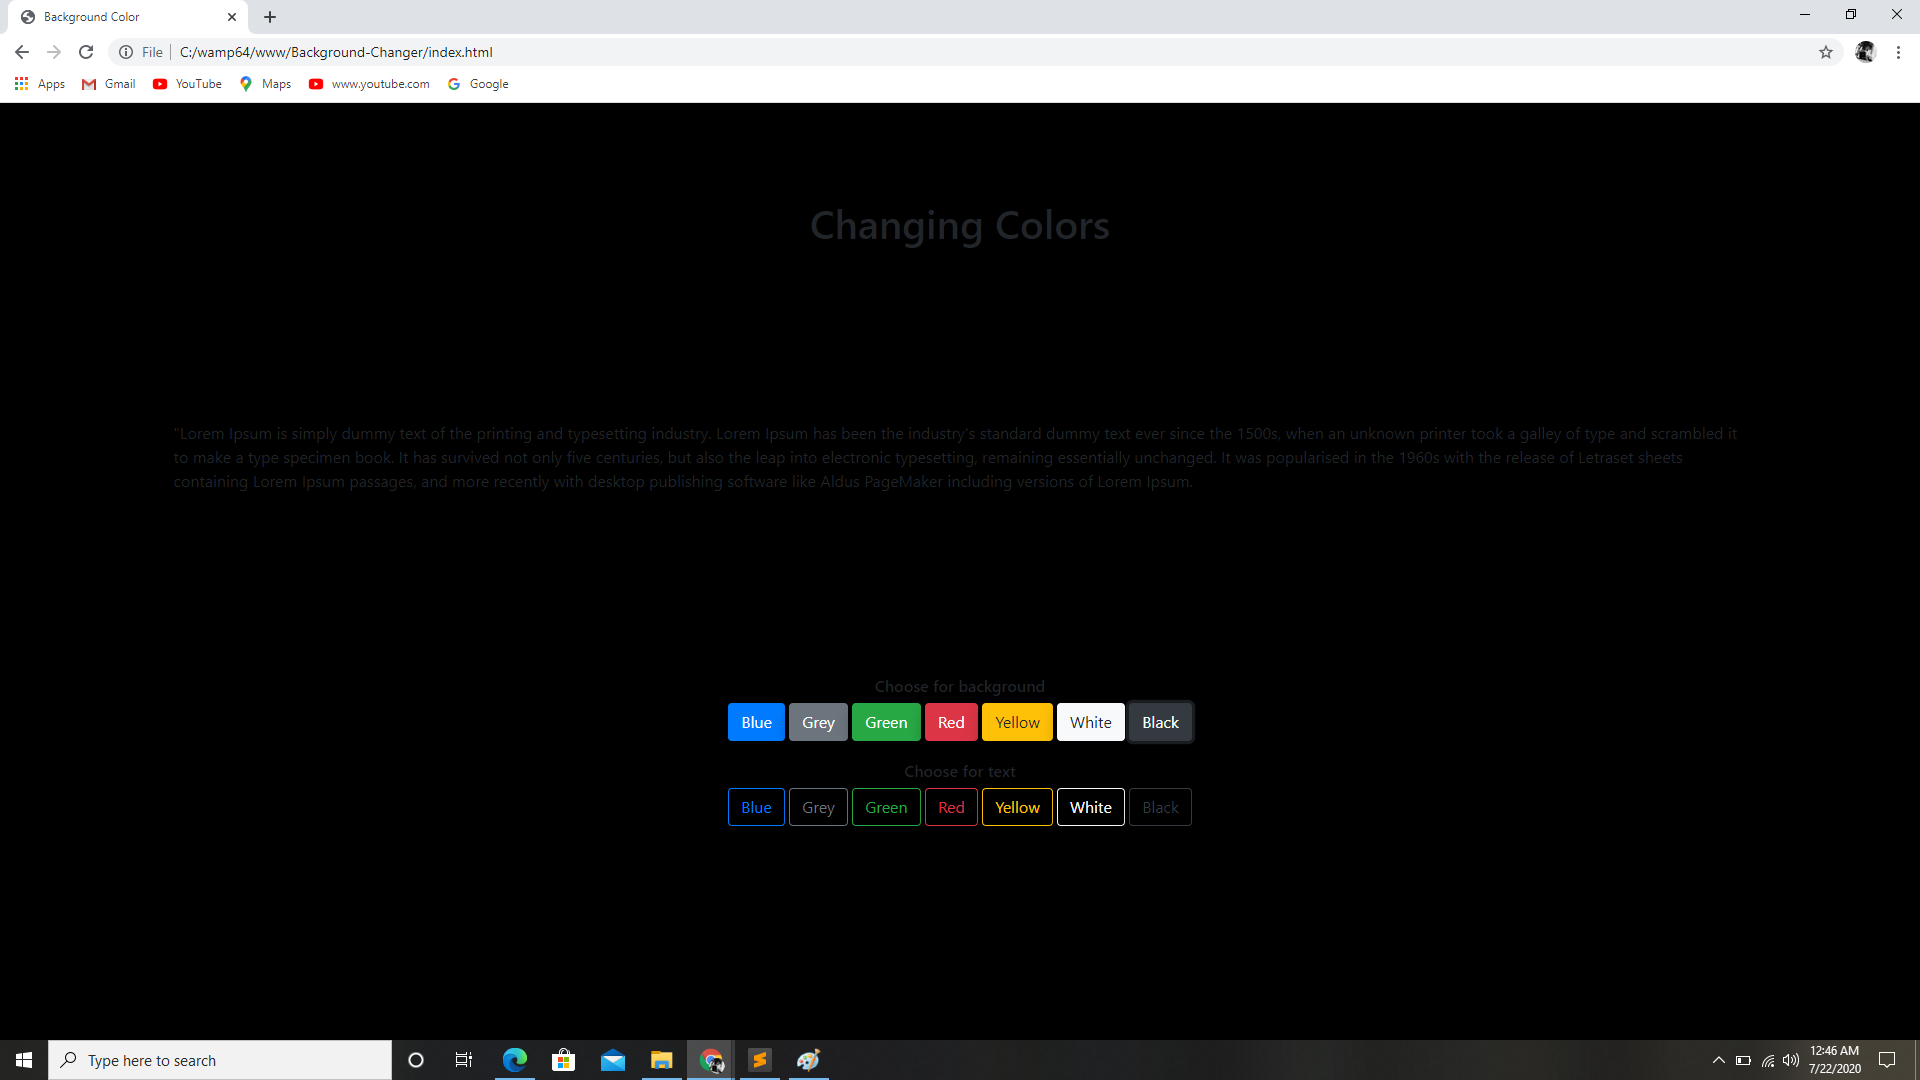 Background Color
File
C:/wamp64/www/Background-Changer/index.html
Apps Gmail YouTube Maps www.youtube.com Google
Changing Colors
"Lorem Ipsum is simply dummy text of the printing and typesetting industry. Lorem Ipsum has been the industry's standard dummy text ever since the 1500s, when an unknown printer took a galley of type and scrambled it
to make a type specimen book. It has survived not only five centuries, but also the leap into electronic typesetting, remaining essentially unchanged. It was popularised in the 1960s with the release of Letraset sheets
containing Lorem Ipsum passages, and more recently with desktop publishing software like Aldus PageMaker including versions of Lorem Ipsum.
Choose for background
Blue Grey Green Red Yellow White Black
Choose for text
Blue Grey Green Red Yellow White Black
Type here to search
12:46 AM
7/22/2020